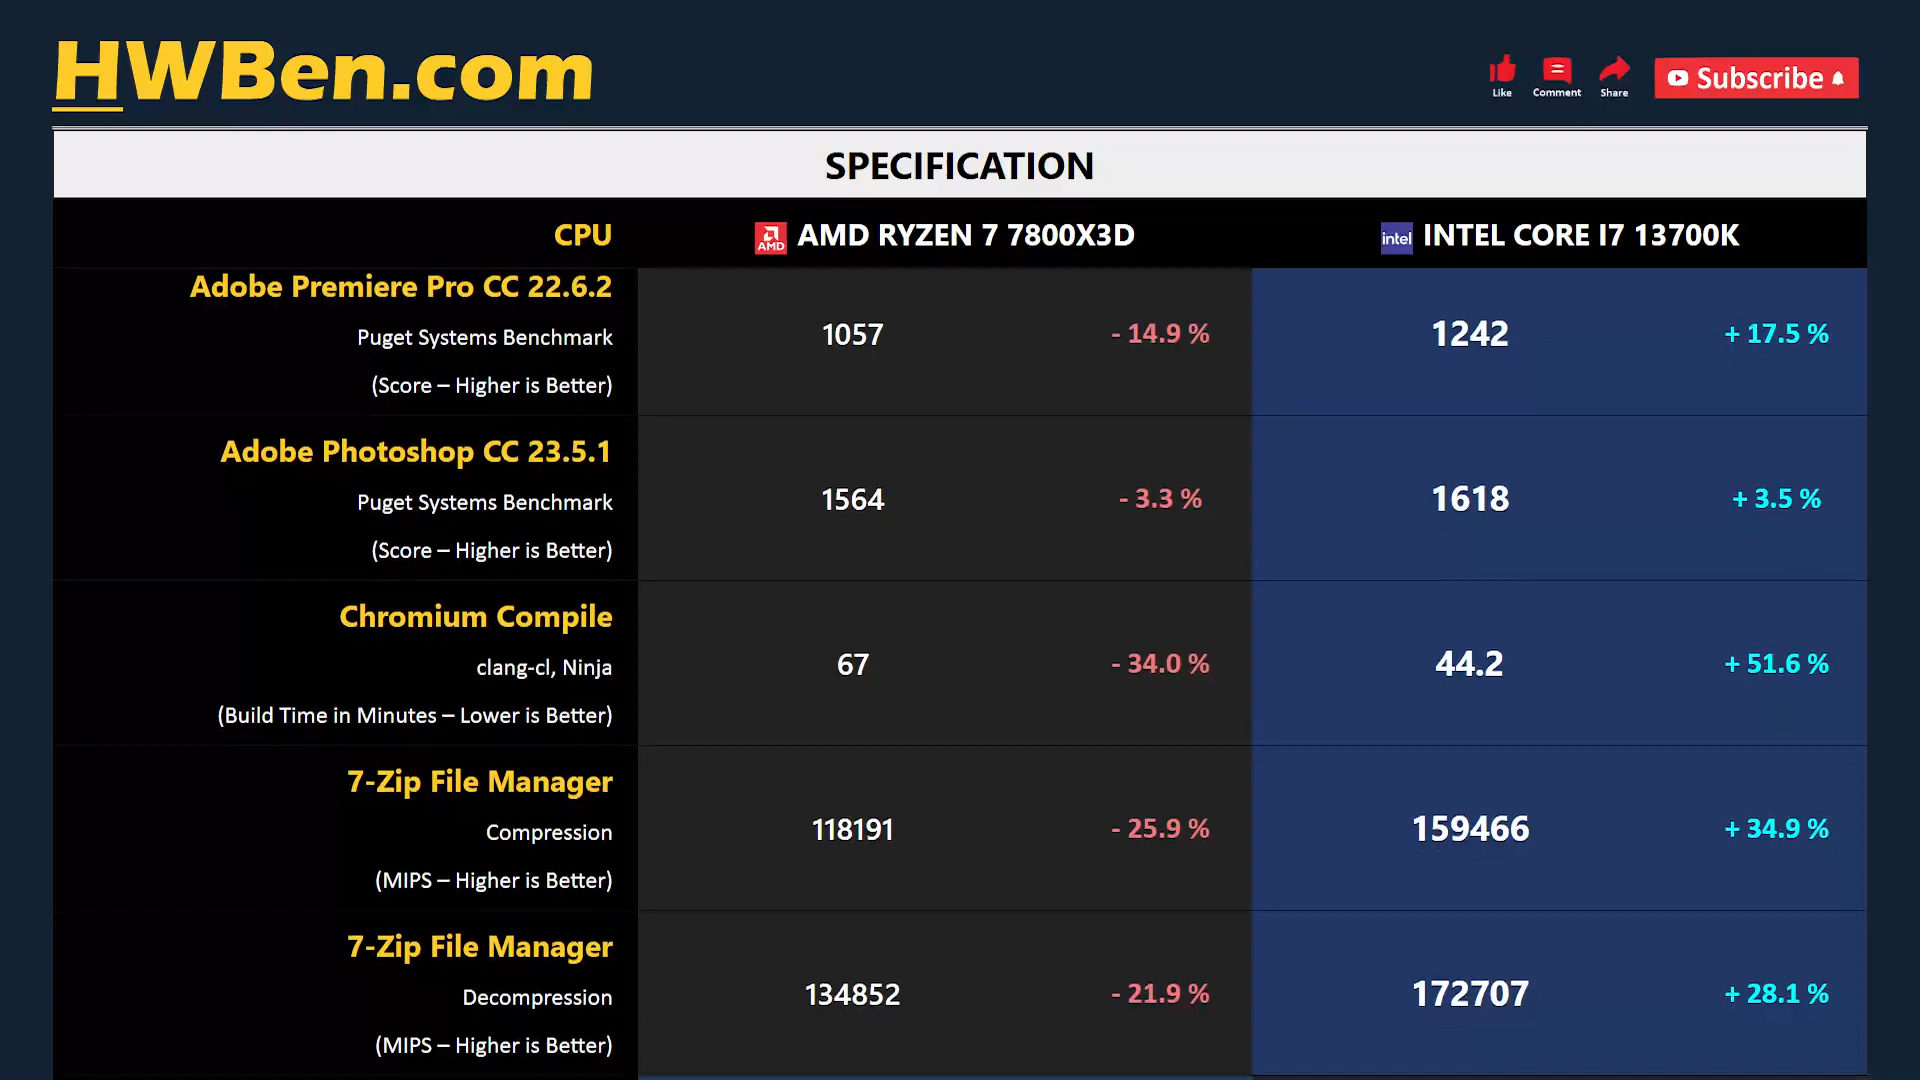 HWBen.com
Like
Comment
Share
Subscribe
SPECIFICATION
CPU
AMD
AMD RYZEN 7 7800X3D
intel
INTEL CORE I7 13700K
Adobe Premiere Pro CC 22.6.2
Puget Systems Benchmark
(Score – Higher is Better)
1057
- 14.9 %
1242
+ 17.5 %
Adobe Photoshop CC 23.5.1
Puget Systems Benchmark
(Score – Higher is Better)
1564
- 3.3 %
1618
+ 3.5 %
Chromium Compile
clang-cl, Ninja
(Build Time in Minutes – Lower is Better)
67
- 34.0 %
44.2
+ 51.6 %
7-Zip File Manager
Compression
(MIPS – Higher is Better)
118191
- 25.9 %
159466
+ 34.9 %
7-Zip File Manager
Decompression
(MIPS – Higher is Better)
134852
- 21.9 %
172707
+ 28.1 %